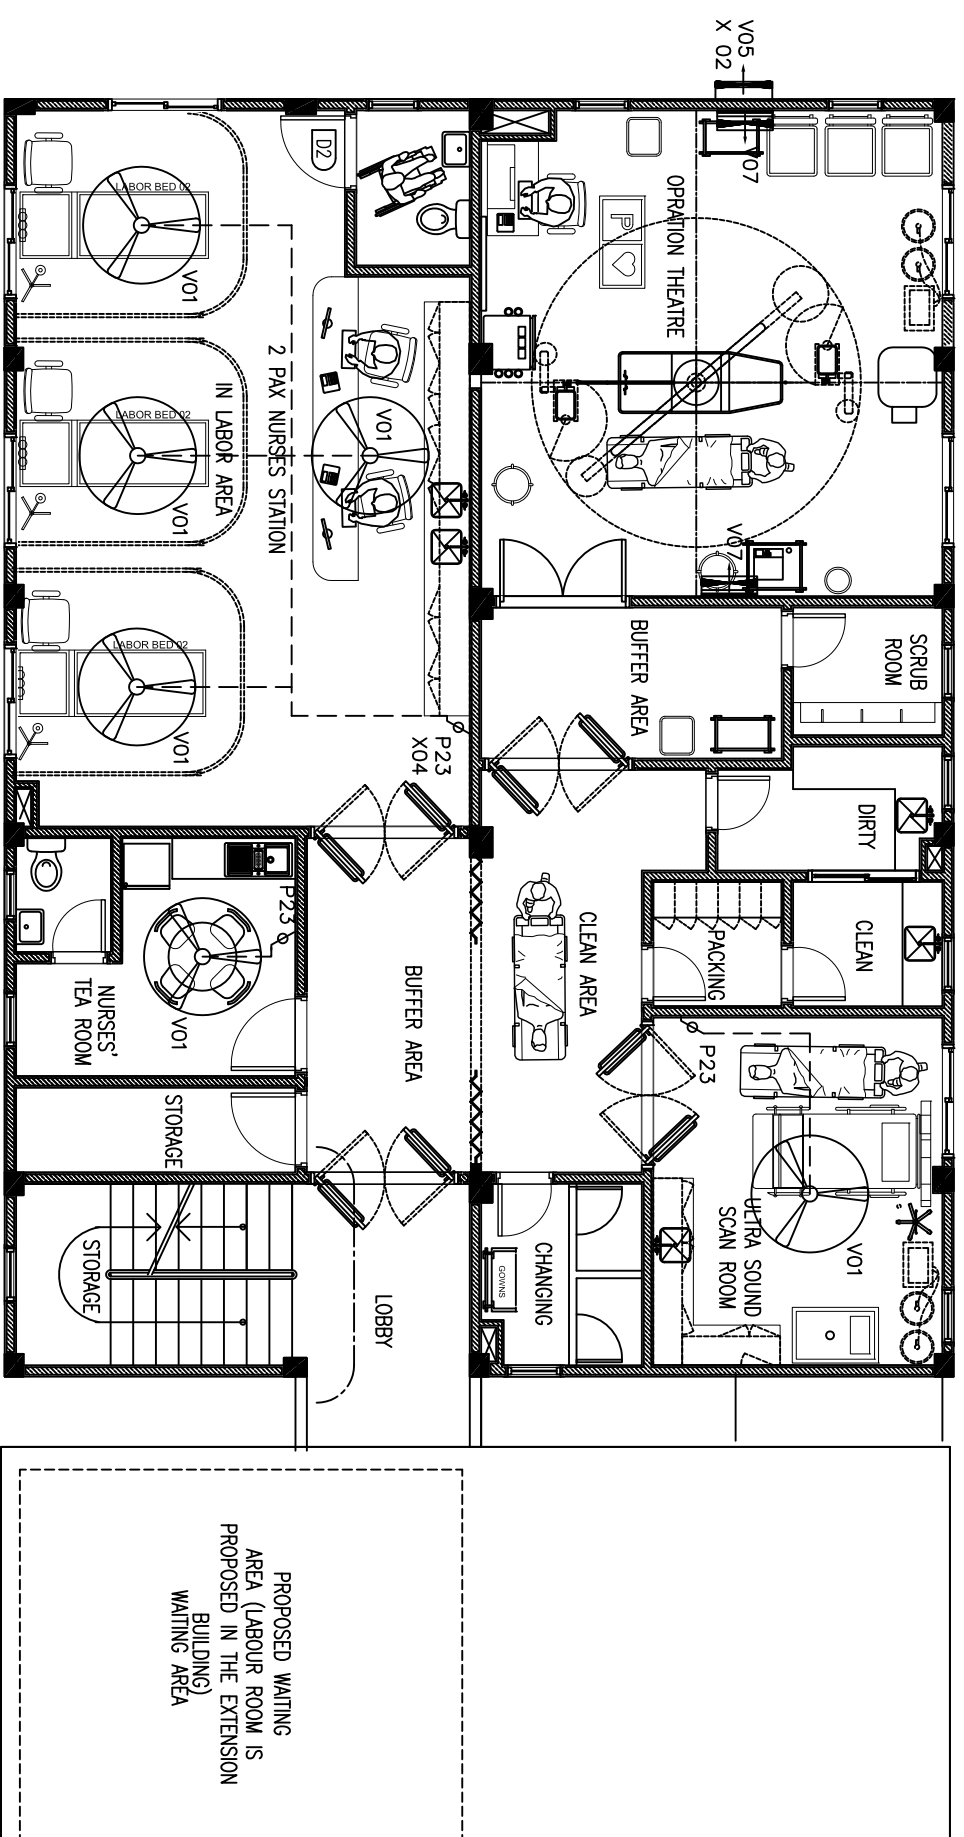 V05
X 02
V07
OPRATION THEATRE
P
D2
LABOR BED 02
V01
LABOR BED 02
V01
LABOR BED 02
V01
IN LABOR AREA
2 PAX NURSES STATION
V01
V07
SCRUB
ROOM
BUFFER AREA
P23
X04
DIRTY
CLEAN
PACKING
CLEAN AREA
BUFFER AREA
P23
V01
NURSES'
TEA ROOM
STORAGE
P23
V01
ULTRA SOUND
SCAN ROOM
CHANGING
GOWNS
LOBBY
STORAGE
PROPOSED WAITING
AREA (LABOUR ROOM IS
PROPOSED IN THE EXTENSION
BUILDING)
WAITING AREA